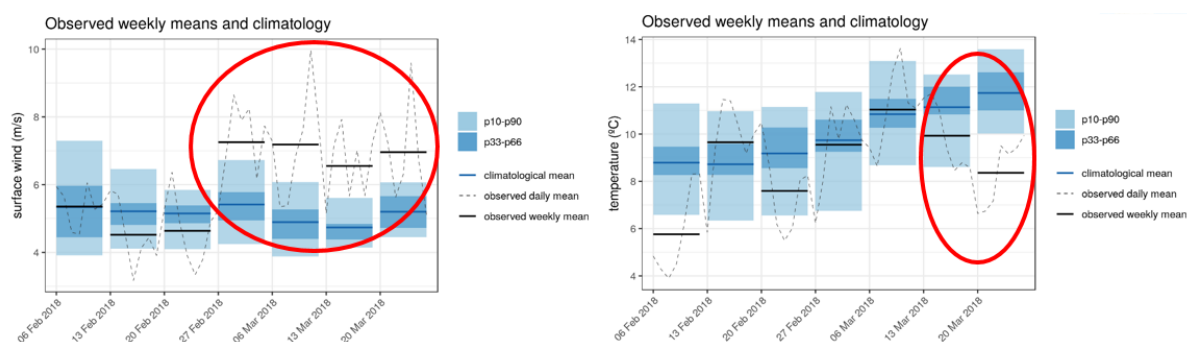 Observed weekly means and climatology
surface wind (m/s)
10
8
6
4
06 Feb 2018
13 Feb 2018
20 Feb 2018
27 Feb 2018
06 Mar 2018
13 Mar 2018
20 Mar 2018
p10-p90
p33-p66
climatological mean
observed daily mean
observed weekly mean
Observed weekly means and climatology
temperature (ºC)
14
12
10
8
6
4
06 Feb 2018
13 Feb 2018
20 Feb 2018
27 Feb 2018
06 Mar 2018
13 Mar 2018
20 Mar 2018
p10-p90
p33-p66
climatological mean
observed daily mean
observed weekly mean